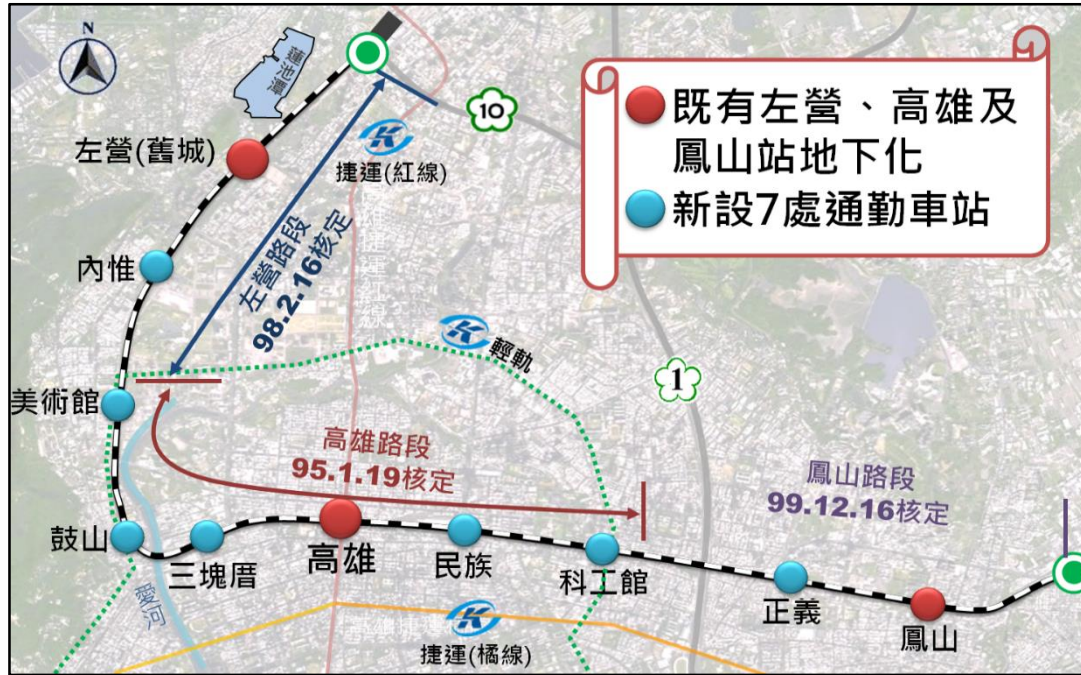 N
蓮池潭
10
既有左營、高雄及
鳳山站地下化
新設7處通勤車站
左營(舊城)
捷運(紅線)
左營路段
98.2.16核定
內惟
輕軌
1
美術館
高雄路段
95.1.19核定
鳳山路段
99.12.16核定
鼓山
三塊厝
高雄
民族
科工館
正義
鳳山
愛河
捷運(橘線)